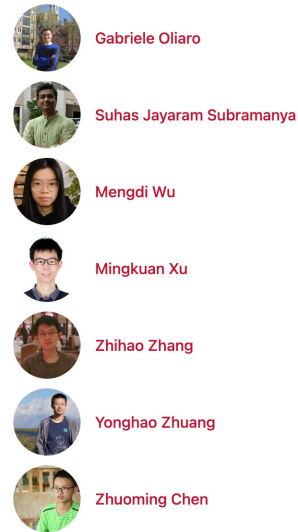 Gabriele Oliaro
Suhas Jayaram Subramanya
Mengdi Wu
Mingkuan Xu
Zhihao Zhang
Yonghao Zhuang
Zhuoming Chen